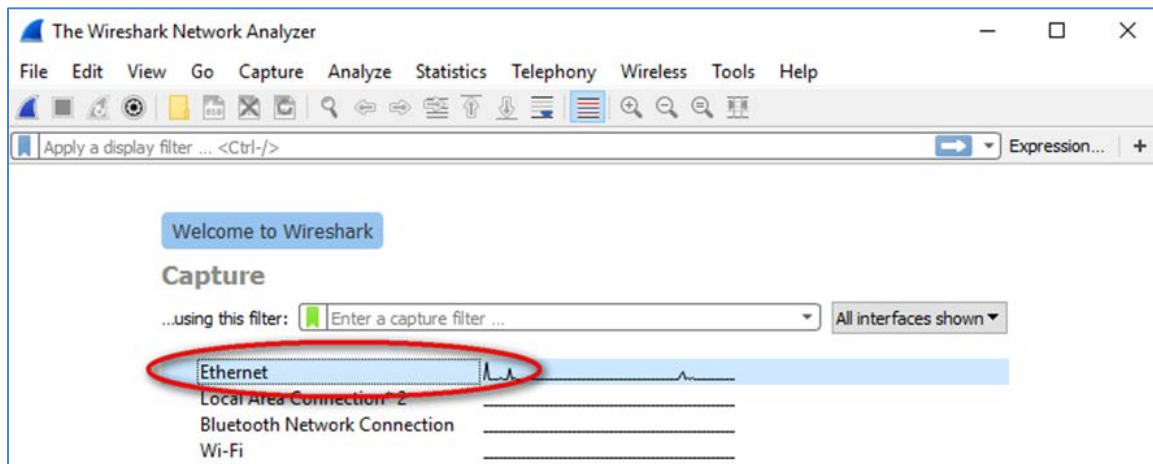 The Wireshark Network Analyzer
File Edit View Go Capture Analyze Statistics Telephony Wireless Tools Help
Apply a display filter ... <Ctrl-/> Expression... +
Welcome to Wireshark
Capture
...using this filter: Enter a capture filter ... All interfaces shown
Ethernet
Local Area Connection* 2
Bluetooth Network Connection
Wi-Fi